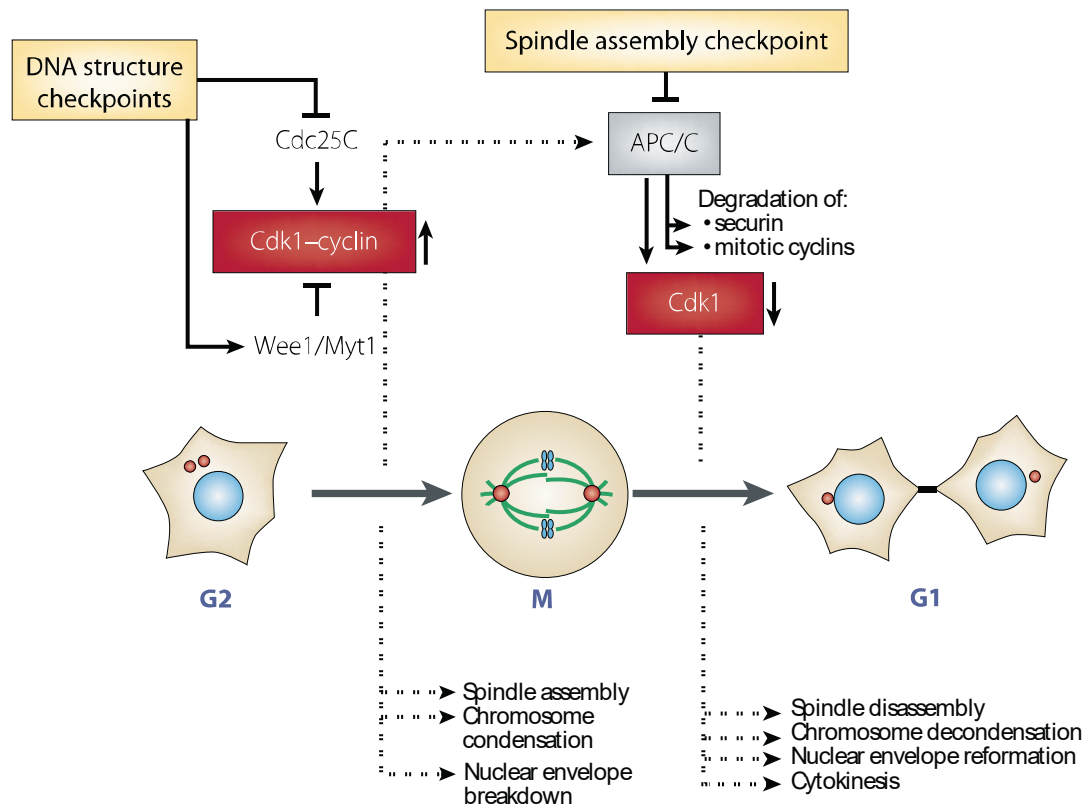 DNA structure
checkpoints
Spindle assembly checkpoint
Cdc25C
APC/C
Cdk1–cyclin
Degradation of:
• securin
• mitotic cyclins
Cdk1
Wee1/Myt1
G2
M
G1
Spindle assembly
Chromosome
condensation
Nuclear envelope
breakdown
Spindle disassembly
Chromosome decondensation
Nuclear envelope reformation
Cytokinesis